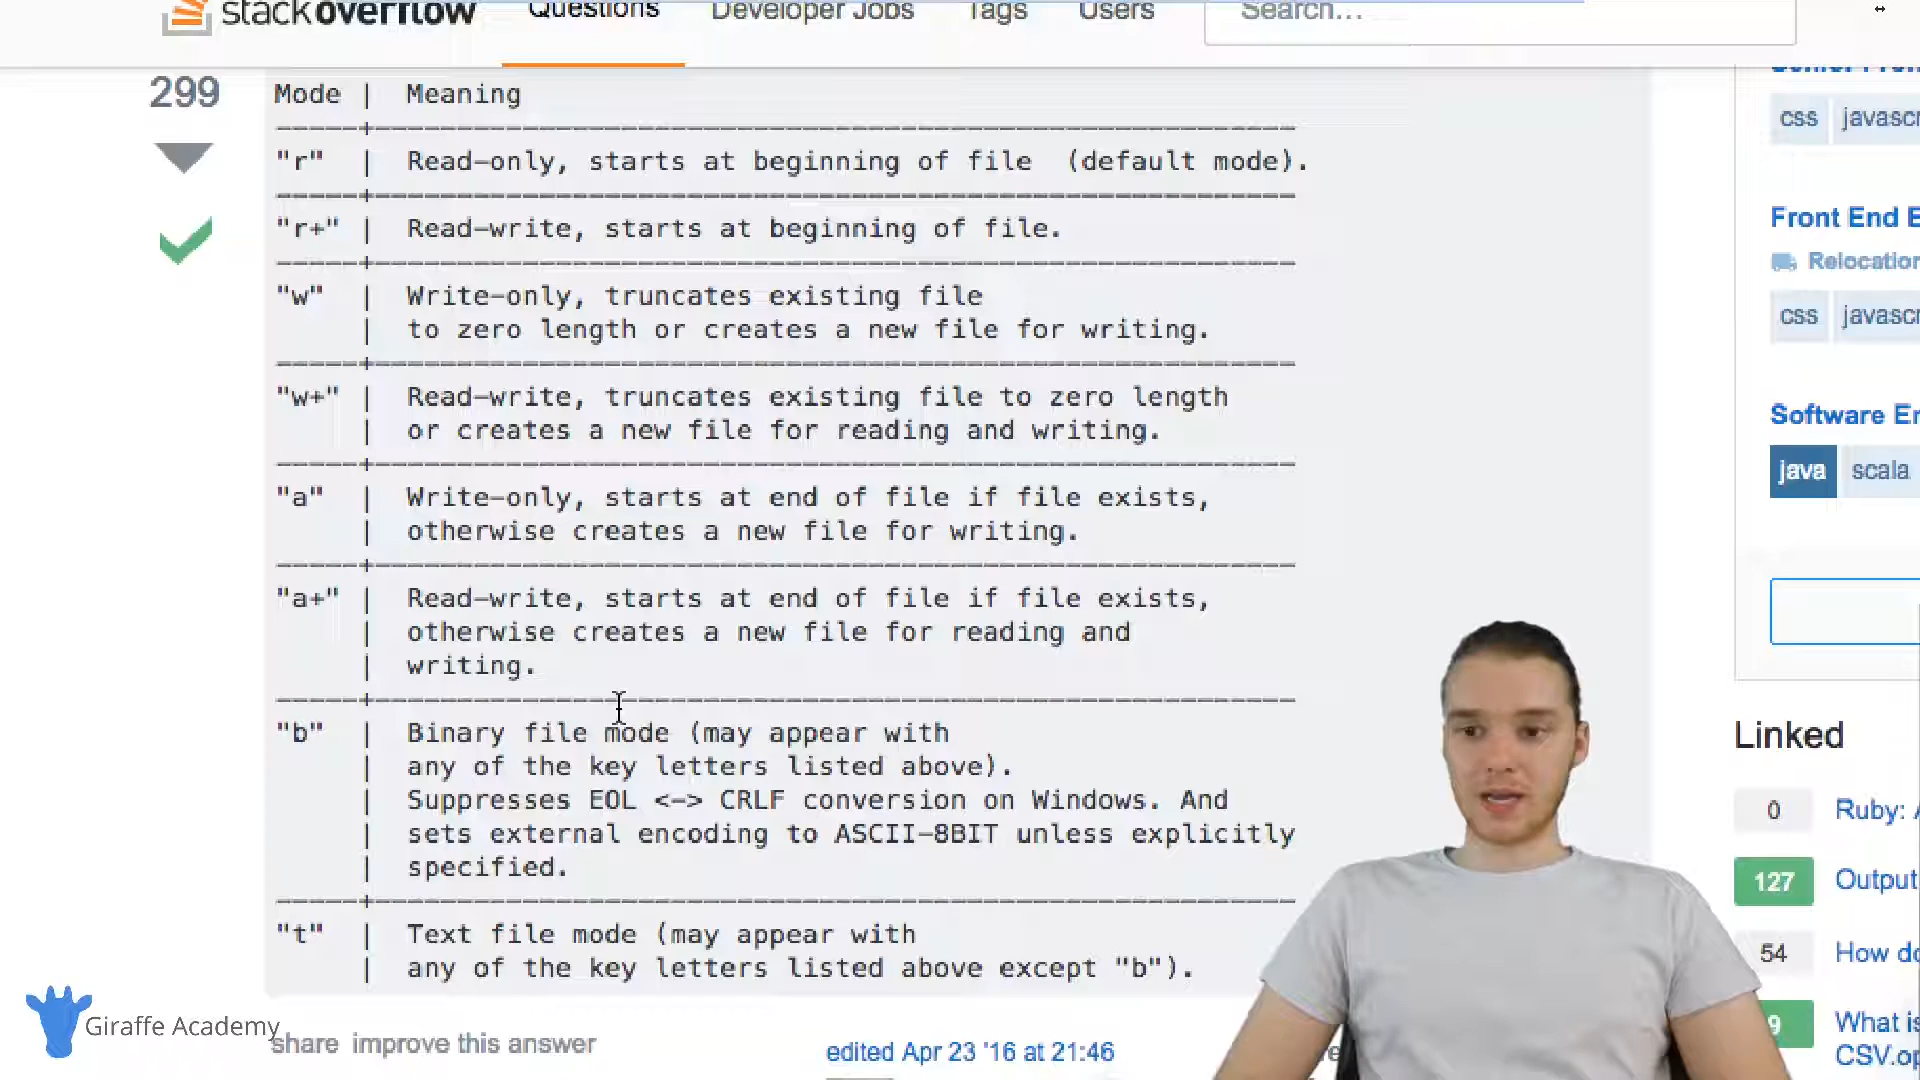 stackoverflow Questions Developer Jobs Tags Users Search...
299
Mode | Meaning
-----+--------------------------------------------------------
"r" | Read-only, starts at beginning of file (default mode).
-----+--------------------------------------------------------
"r+" | Read-write, starts at beginning of file.
-----+--------------------------------------------------------
"w" | Write-only, truncates existing file
| to zero length or creates a new file for writing.
-----+--------------------------------------------------------
"w+" | Read-write, truncates existing file to zero length
| or creates a new file for reading and writing.
-----+--------------------------------------------------------
"a" | Write-only, starts at end of file if file exists,
| otherwise creates a new file for writing.
-----+--------------------------------------------------------
"a+" | Read-write, starts at end of file if file exists,
| otherwise creates a new file for reading and
| writing.
-----+--------------------------------------------------------
"b" | Binary file mode (may appear with
| any of the key letters listed above).
| Suppresses EOL <-> CRLF conversion on Windows. And
| sets external encoding to ASCII-8BIT unless explicitly
| specified.
-----+--------------------------------------------------------
"t" | Text file mode (may appear with
| any of the key letters listed above except "b").
share improve this answer
edited Apr 23 '16 at 21:46
Giraffe Academy
css javascr
Front End E
Relocation
css javascr
Software En
java scala
Linked
0 Ruby:
127 Output
54 How do
9 What is
CSV.op